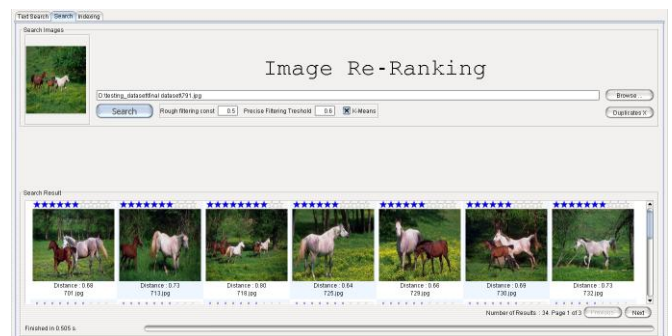 Text Search Search Indexing
Search Images
Image Re-Ranking
D:\testing_dataset\final dataset\791.jpg Browse ...
Search Rough filtering const 0.5 Precise Filtering Treshold 0.6 K-Means Duplicates X
Search Result
Distance : 0.68 Distance : 0.73 Distance : 0.80 Distance : 0.64 Distance : 0.66 Distance : 0.68 Distance : 0.73
701.jpg 713.jpg 718.jpg 725.jpg 729.jpg 730.jpg 732.jpg
Number of Results : 34 Page 1 of 3 Previous Next
Finished in 0.505 s.